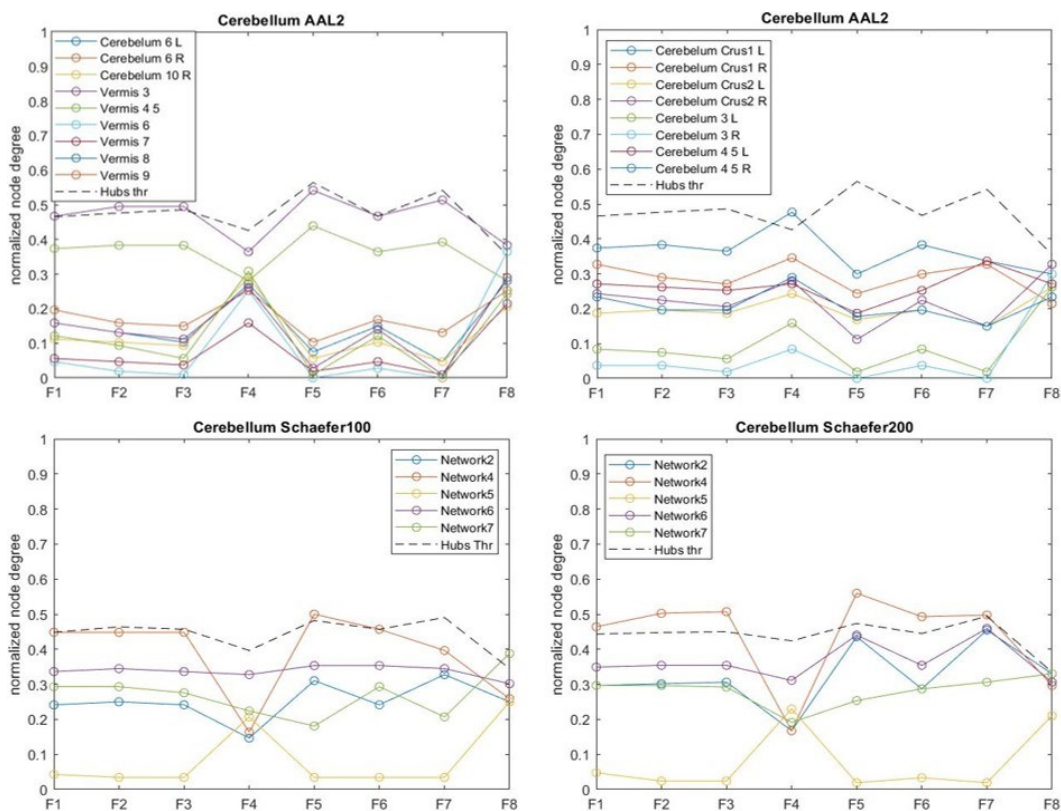 Cerebellum AAL2
normalized node degree
1
0.9
0.8
0.7
0.6
0.5
0.4
0.3
0.2
0.1
0
Cerebelum 6 L
Cerebelum 6 R
Cerebelum 10 R
Vermis 3
Vermis 4 5
Vermis 6
Vermis 7
Vermis 8
Vermis 9
Hubs thr
F1 F2 F3 F4 F5 F6 F7 F8
Cerebellum AAL2
normalized node degree
1
0.9
0.8
0.7
0.6
0.5
0.4
0.3
0.2
0.1
0
Cerebelum Crus1 L
Cerebelum Crus1 R
Cerebelum Crus2 L
Cerebelum Crus2 R
Cerebelum 3 L
Cerebelum 3 R
Cerebelum 4 5 L
Cerebelum 4 5 R
Hubs thr
F1 F2 F3 F4 F5 F6 F7 F8
Cerebellum Schaefer100
normalized node degree
1
0.9
0.8
0.7
0.6
0.5
0.4
0.3
0.2
0.1
0
Network2
Network4
Network5
Network6
Network7
Hubs Thr
F1 F2 F3 F4 F5 F6 F7 F8
Cerebellum Schaefer200
normalized node degree
1
0.9
0.8
0.7
0.6
0.5
0.4
0.3
0.2
0.1
0
Network2
Network4
Network5
Network6
Network7
Hubs thr
F1 F2 F3 F4 F5 F6 F7 F8